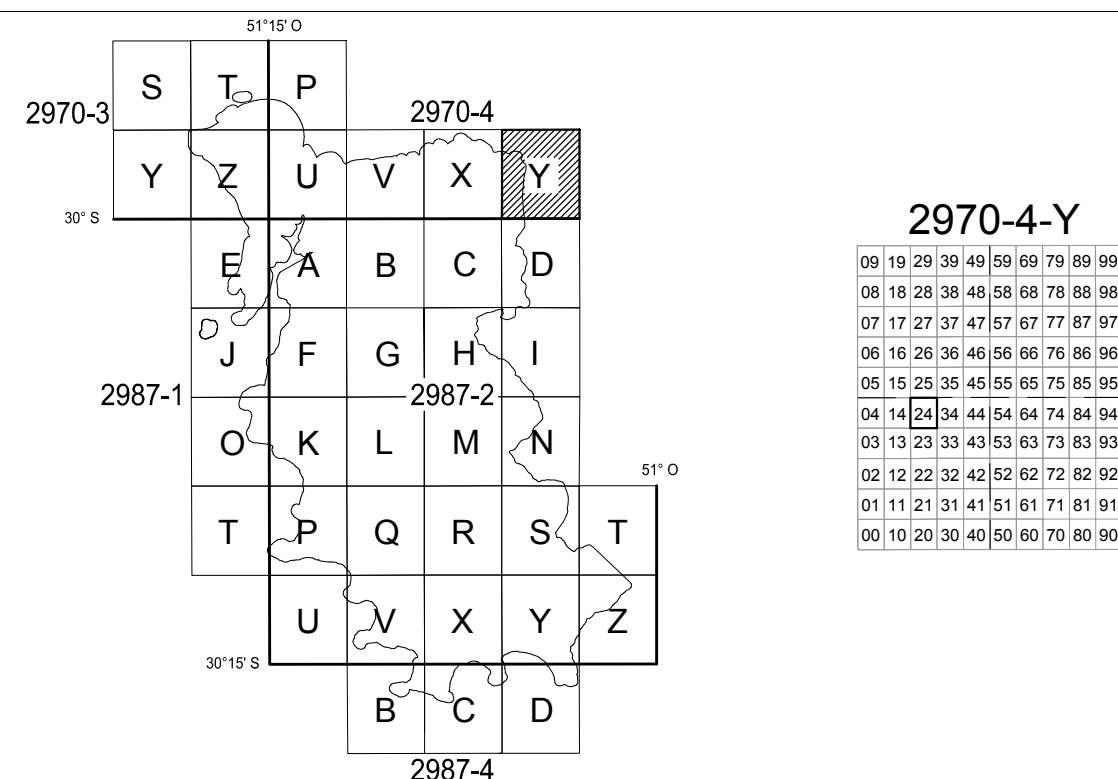 51°15' O
S T P
2970-3 2970-4
Y Z U V X Y
30° S
E A B C D
J F G H I
2987-1 2987-2
O K L M N
51° O
T P Q R S T
U V X Y Z
30°15' S
B C D
2987-4
2970-4-Y
09 19 29 39 49 59 69 79 89 99
08 18 28 38 48 58 68 78 88 98
07 17 27 37 47 57 67 77 87 97
06 16 26 36 46 56 66 76 86 96
05 15 25 35 45 55 65 75 85 95
04 14 24 34 44 54 64 74 84 94
03 13 23 33 43 53 63 73 83 93
02 12 22 32 42 52 62 72 82 92
01 11 21 31 41 51 61 71 81 91
00 10 20 30 40 50 60 70 80 90